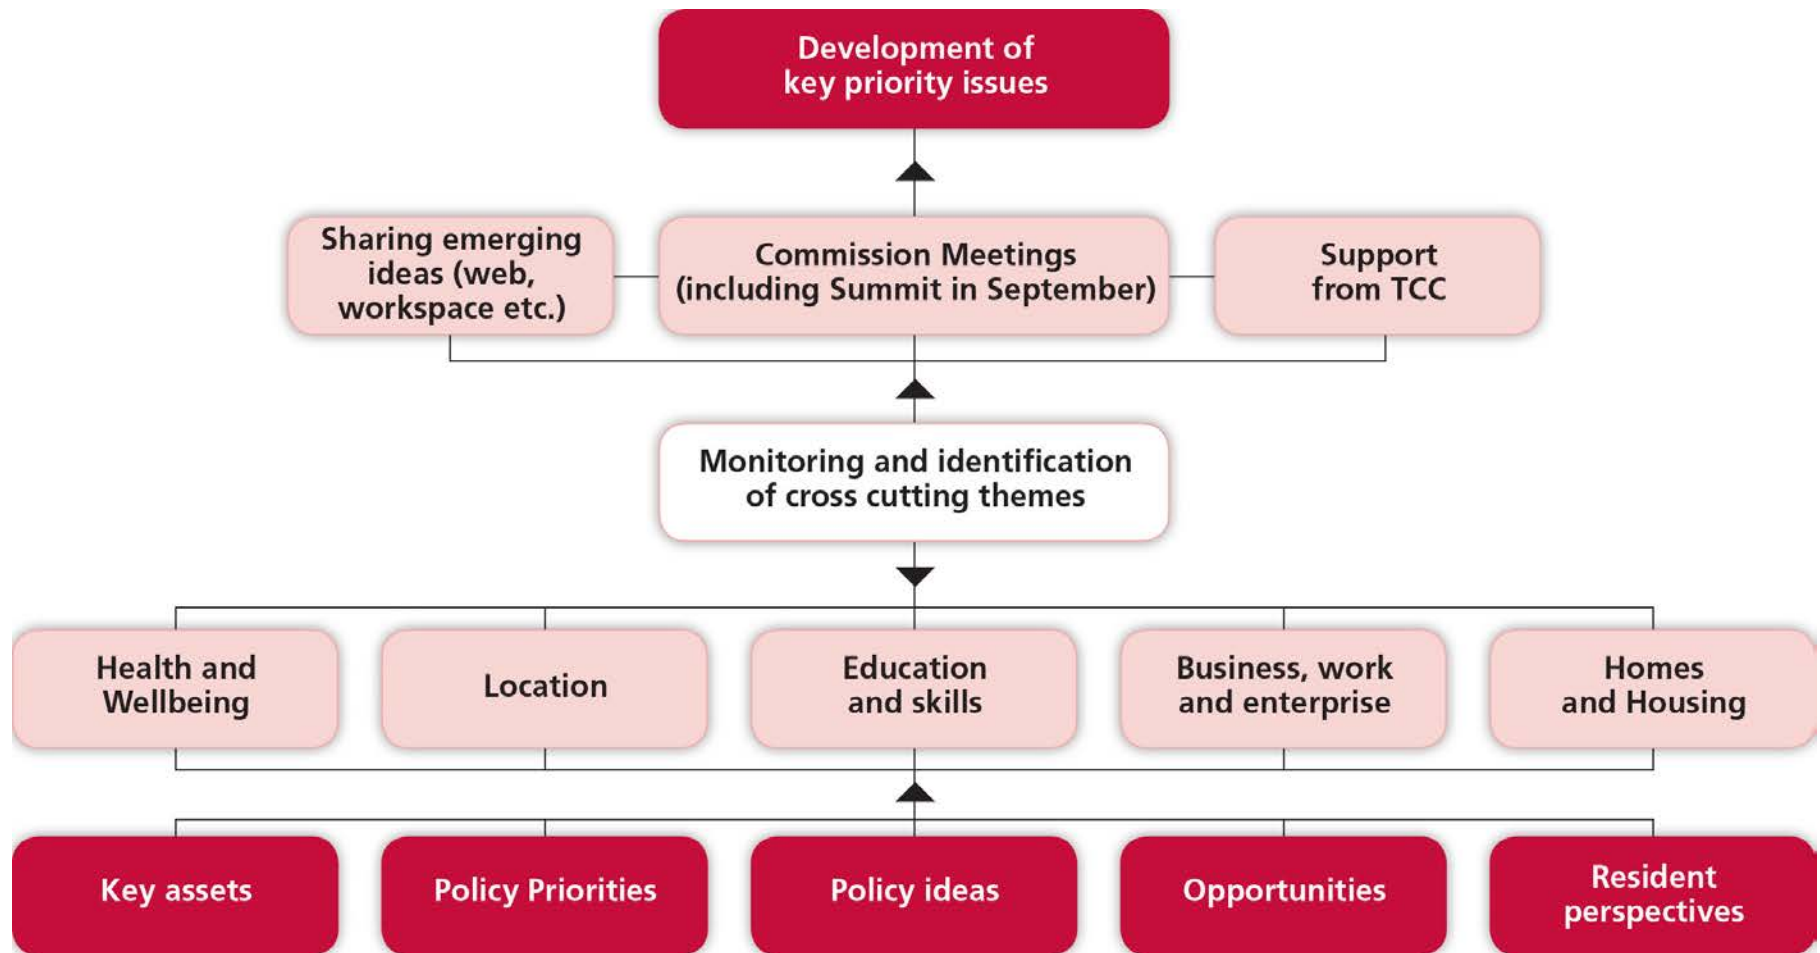 Development of
key priority issues
Sharing emerging
ideas (web,
workspace etc.)
Commission Meetings
(including Summit in September)
Support
from TCC
Monitoring and identification
of cross cutting themes
Health and
Wellbeing
Location
Education
and skills
Business, work
and enterprise
Homes
and Housing
Key assets
Policy Priorities
Policy ideas
Opportunities
Resident
perspectives